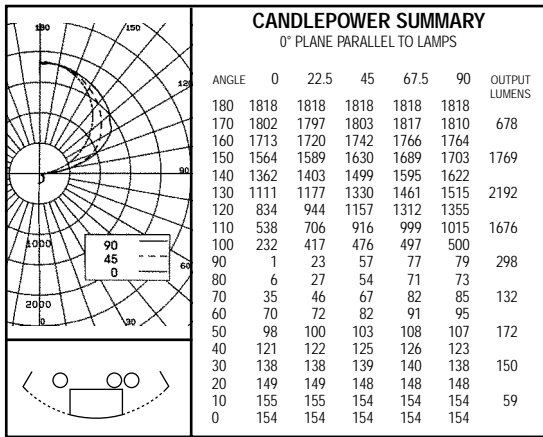 CANDLEPOWER SUMMARY
0° PLANE PARALLEL TO LAMPS
ANGLE 0 22.5 45 67.5 90 OUTPUT LUMENS
180 1818 1818 1818 1818 1818
170 1802 1797 1803 1817 1810 678
160 1713 1720 1742 1766 1764
150 1564 1589 1630 1689 1703 1769
140 1362 1403 1499 1595 1622
130 1111 1177 1330 1461 1515 2192
120 834 944 1157 1312 1355
110 538 706 916 999 1015 1676
100 232 417 476 497 500
90 1 23 57 77 79 298
80 6 27 54 71 73
70 35 46 67 82 85 132
60 70 72 82 91 95
50 98 100 103 108 107 172
40 121 122 125 126 123
30 138 138 139 140 138 150
20 149 149 148 148 148
10 155 155 154 154 154 59
0 154 154 154 154 154
180 150
120
90
1000
90
45
0
60
2000
0 30